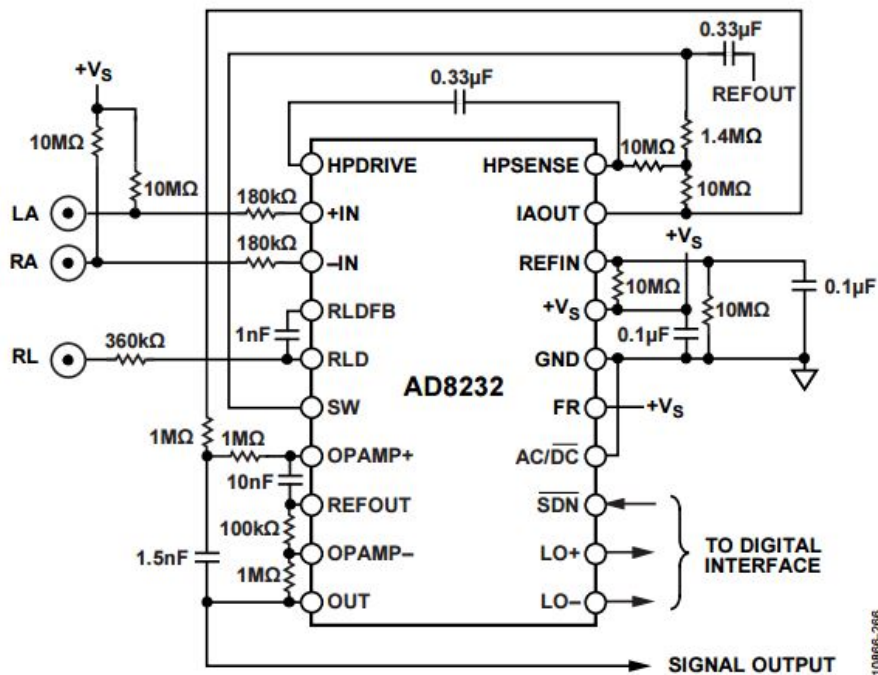 0.33µF
+VS
0.33µF
REFOUT
10MΩ
HPDRIVE
HPSENSE
10MΩ
1.4MΩ
10MΩ
LA
180kΩ
+IN
IAOUT
10MΩ
+VS
RA
180kΩ
–IN
REFIN
10MΩ
10MΩ
0.1µF
RLDFB
+VS
1nF
0.1µF
RL
360kΩ
RLD
GND
AD8232
SW
FR
+VS
1MΩ
1MΩ
OPAMP+
AC/DC
10nF
REFOUT
SDN
100kΩ
1.5nF
OPAMP–
LO+
TO DIGITAL
INTERFACE
1MΩ
OUT
LO–
SIGNAL OUTPUT
10866-266